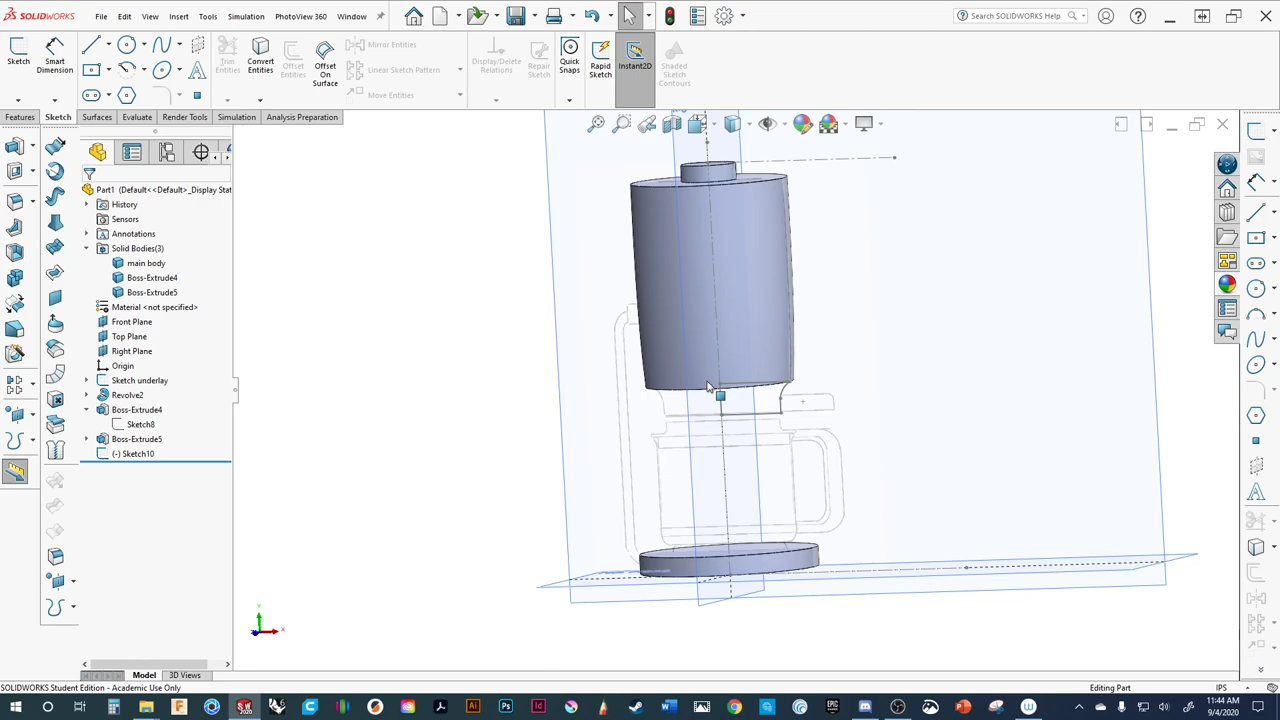 SOLIDWORKS File Edit View Insert Tools Simulation PhotoView 360 Window Search SOLIDWORKS Help
Sketch Smart Dimension Trim Entities Convert Entities Offset Entities Offset On Surface Mirror Entities Linear Sketch Pattern Move Entities Display/Delete Relations Repair Sketch Quick Snaps Rapid Sketch Instant2D Shaded Sketch Contours
Features Sketch Surfaces Evaluate Render Tools Simulation Analysis Preparation
Part1 (Default<<Default>_Display Stat
History
Sensors
Annotations
Solid Bodies(3)
main body
Boss-Extrude4
Boss-Extrude5
Material <not specified>
Front Plane
Top Plane
Right Plane
Origin
Sketch underlay
Revolve2
Boss-Extrude4
Sketch8
Boss-Extrude5
(-) Sketch10
Y
X
Model 3D Views
SOLIDWORKS Student Edition - Academic Use Only Editing Part IPS
11:44 AM
9/4/2020